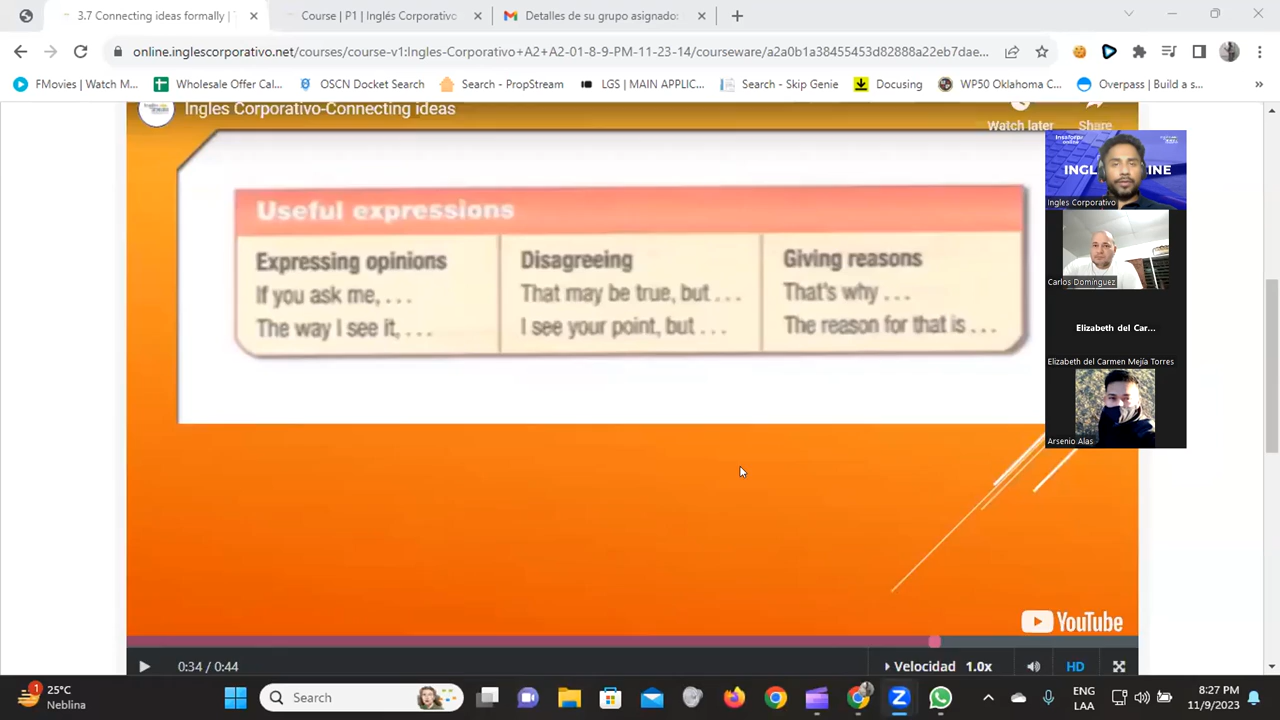 3.7 Connecting ideas formally |
Course | P1 | Inglés Corporativo
Detalles de su grupo asignado:
online.inglescorporativo.net/courses/course-v1:Ingles-Corporativo+A2+A2-01-8-9-PM-11-23-14/courseware/a2a0b1a38455453d82888a22eb7dae...
FMovies | Watch M...
Wholesale Offer Cal...
OSCN Docket Search
Search - PropStream
LGS | MAIN APPLIC...
Search - Skip Genie
Docusing
WP50 Oklahoma C...
Overpass | Build a s...
»
Ingles Corporativo-Connecting ideas
Watch later
Share
Useful expressions
Expressing opinions
If you ask me, . . .
The way I see it, . . .
Disagreeing
That may be true, but . . .
I see your point, but . . .
Giving reasons
That's why . . .
The reason for that is . . .
Ingles Corporativo
Carlos Dominguez
Elizabeth del Car...
Elizabeth del Carmen Mejía Torres
Arsenio Alas
YouTube
0:34 / 0:44
Velocidad 1.0x
HD
1
25°C
Neblina
Search
ENG
LAA
8:27 PM
11/9/2023